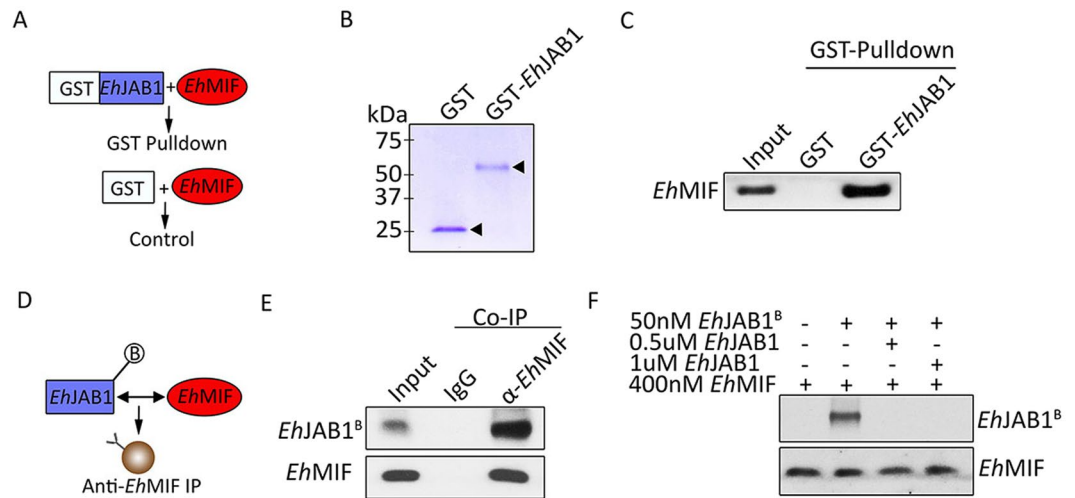 A
GST EhJAB1 + EhMIF
GST Pulldown
GST + EhMIF
Control
B
kDa
GST
GST-EhJAB1
75
50
37
25
C
GST-Pulldown
Input
GST
GST-EhJAB1
EhMIF
D
B
EhJAB1
EhMIF
Anti-EhMIF IP
E
Co-IP
Input
IgG
α-EhMIF
EhJAB1ᴮ
EhMIF
F
50nM EhJAB1ᴮ - + + +
0.5uM EhJAB1 - - + -
1uM EhJAB1 - - - +
400nM EhMIF + + + +
EhJAB1ᴮ
EhMIF